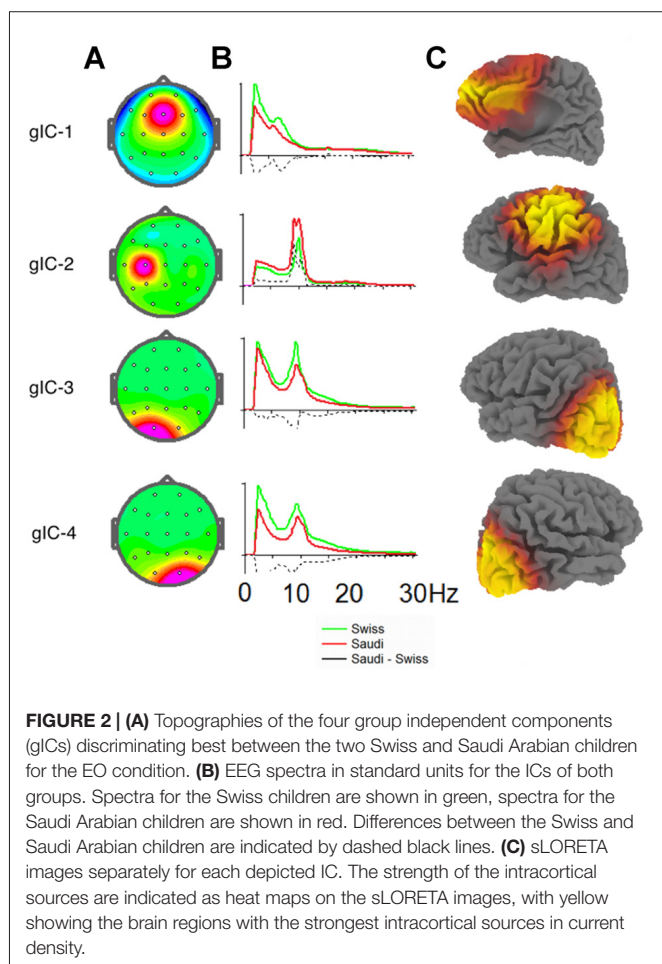 A B C
gIC-1
gIC-2
gIC-3
gIC-4
0 10 20 30Hz
Swiss
Saudi
Saudi - Swiss
FIGURE 2 | (A) Topographies of the four group independent components
(gICs) discriminating best between the two Swiss and Saudi Arabian children
for the EO condition. (B) EEG spectra in standard units for the ICs of both
groups. Spectra for the Swiss children are shown in green, spectra for the
Saudi Arabian children are shown in red. Differences between the Swiss and
Saudi Arabian children are indicated by dashed black lines. (C) sLORETA
images separately for each depicted IC. The strength of the intracortical
sources are indicated as heat maps on the sLORETA images, with yellow
showing the brain regions with the strongest intracortical sources in current
density.